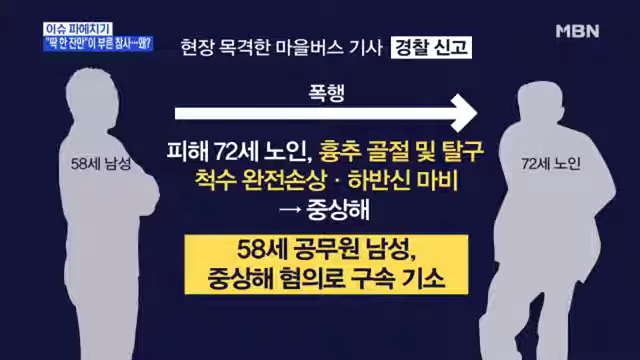 이슈 파헤치기
"딱 한 잔만"이 부른 참사…왜?
MBN
현장 목격한 마을버스 기사 경찰 신고
폭행
58세 남성
72세 노인
피해 72세 노인, 흉추 골절 및 탈구
척수 완전손상 · 하반신 마비
→ 중상해
58세 공무원 남성,
중상해 혐의로 구속 기소